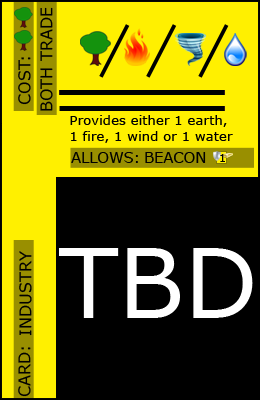 COST:
BOTH TRADE
Provides either 1 earth,
1 fire, 1 wind or 1 water
ALLOWS: BEACON 1
TBD
CARD: INDUSTRY